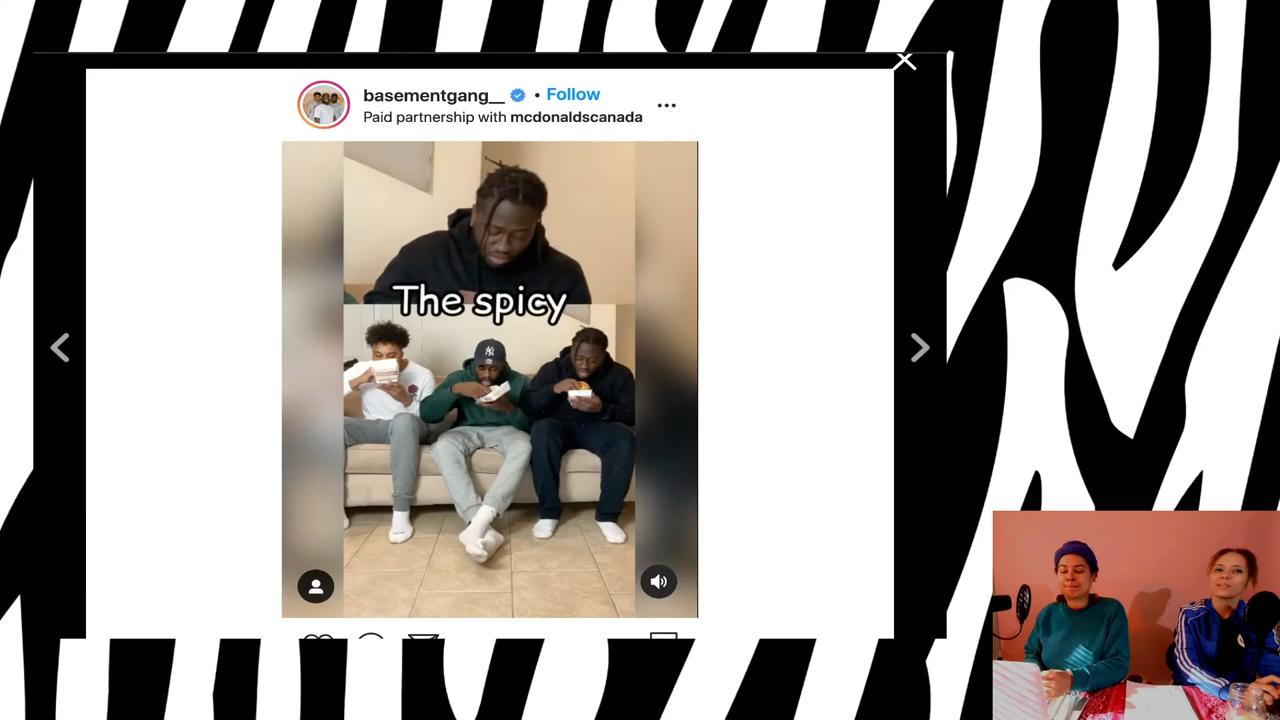 basementgang__ • Follow
Paid partnership with mcdonaldscanada
The spicy